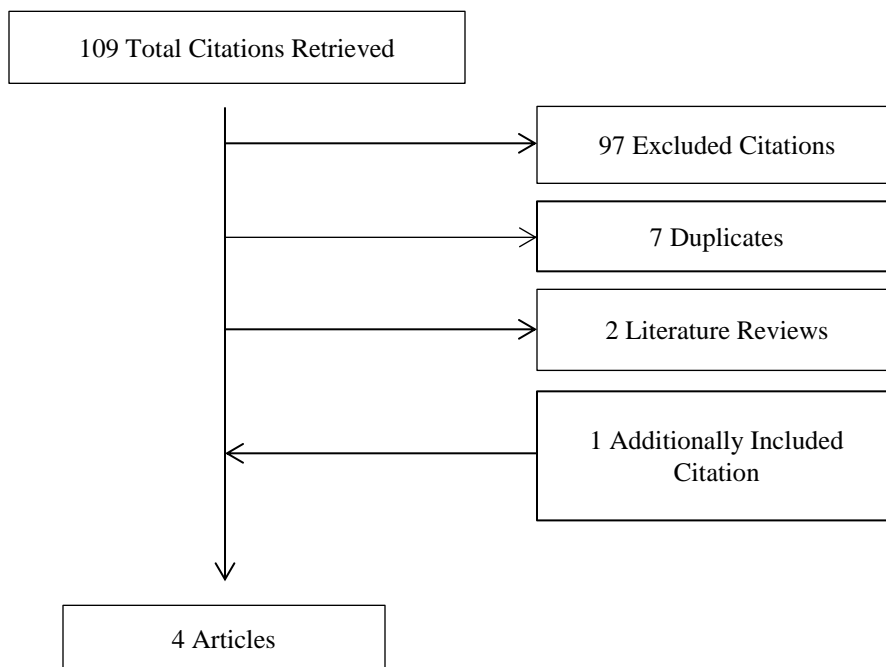 109 Total Citations Retrieved
97 Excluded Citations
7 Duplicates
2 Literature Reviews
1 Additionally Included
Citation
4 Articles